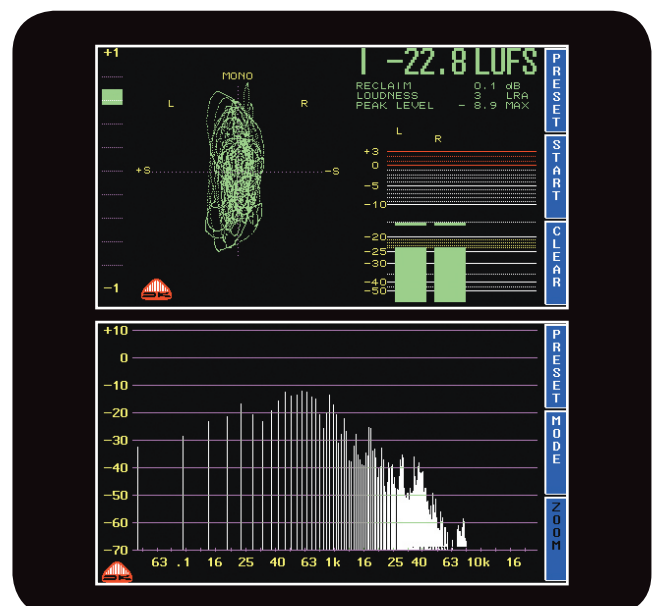 +1
I -22.8 LUFS
MONO
RECLAIM 0.1 dB
LOUDNESS 3 LRA
PEAK LEVEL - 8.9 MAX
L R
L R
+3
0
-5
-10
-20
-25
-30
-40
-50
+S -S
-1
PRESET
START
CLEAR
+10
0
-10
-20
-30
-40
-50
-60
-70
63 .1 16 25 40 63 1k 16 25 40 63 10k 16
PRESET
MODE
ZOOM